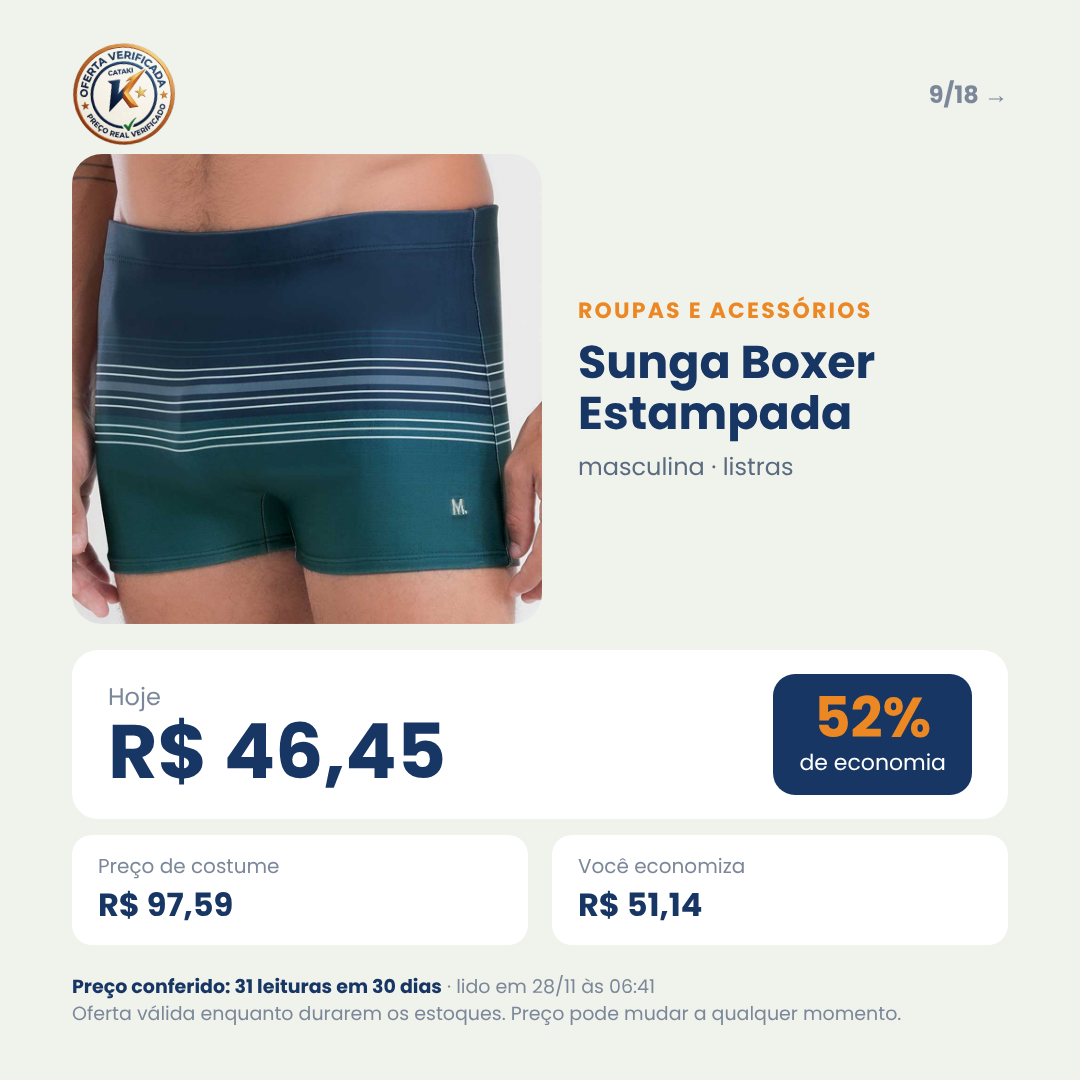 OFERTA VERIFICADA
CATAKI
PREÇO REAL VERIFICADO
9/18 →
ROUPAS E ACESSÓRIOS
Sunga Boxer
Estampada
masculina · listras
M.
Hoje
R$ 46,45
52%
de economia
Preço de costume
R$ 97,59
Você economiza
R$ 51,14
Preço conferido: 31 leituras em 30 dias · lido em 28/11 às 06:41
Oferta válida enquanto durarem os estoques. Preço pode mudar a qualquer momento.